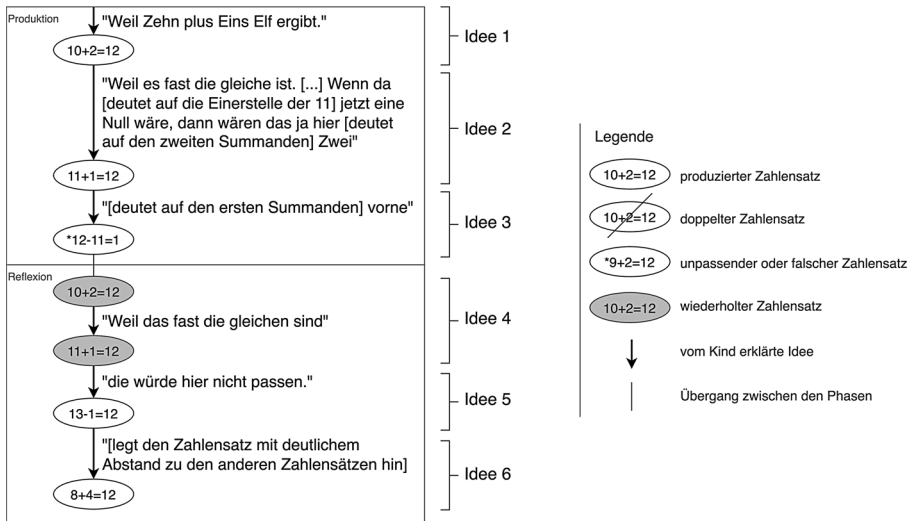 Produktion
"Weil Zehn plus Eins Elf ergibt."
Idee 1
10+2=12
"Weil es fast die gleiche ist. [...] Wenn da
[deutet auf die Einerstelle der 11] jetzt eine
Null wäre, dann wären das ja hier [deutet
auf den zweiten Summanden] Zwei"
Idee 2
11+1=12
"[deutet auf den ersten Summanden] vorne"
Idee 3
*12-11=1
Reflexion
10+2=12
"Weil das fast die gleichen sind"
Idee 4
11+1=12
"die würde hier nicht passen."
Idee 5
13-1=12
"[legt den Zahlensatz mit deutlichem
Abstand zu den anderen Zahlensätzen hin]
Idee 6
8+4=12
Legende
10+2=12 produzierter Zahlensatz
10+2=12 doppelter Zahlensatz
*9+2=12 unpassender oder falscher Zahlensatz
10+2=12 wiederholter Zahlensatz
vom Kind erklärte Idee
Übergang zwischen den Phasen